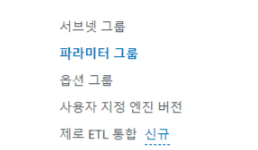 서브넷 그룹
파라미터 그룹
옵션 그룹
사용자 지정 엔진 버전
제로 ETL 통합 신규